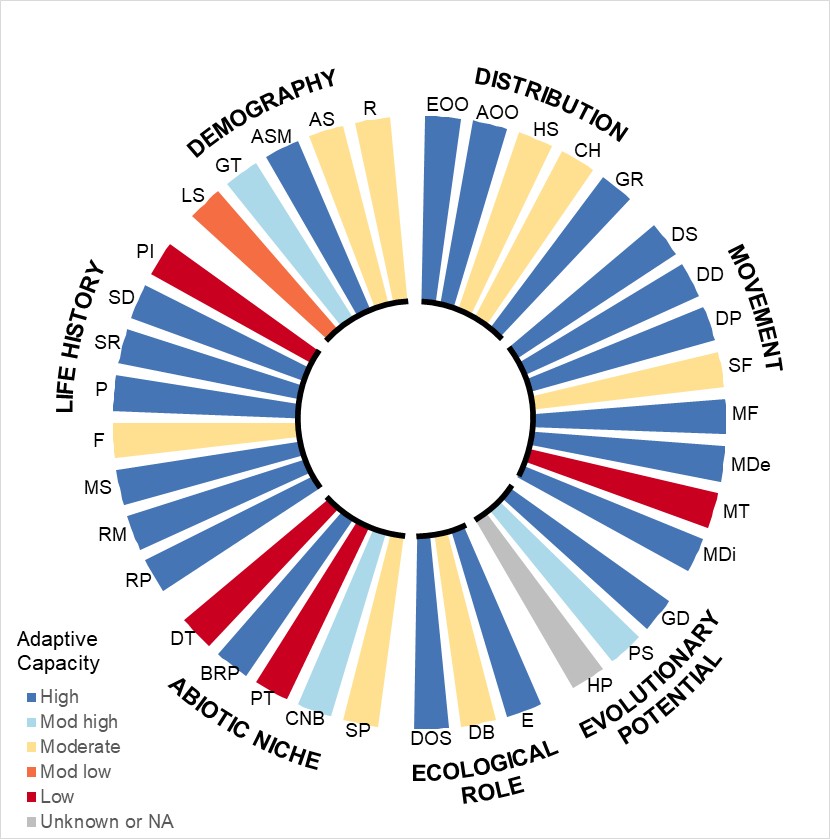 DISTRIBUTION
EOO
AOO
HS
CH
GR
MOVEMENT
DS
DD
DP
SF
MF
MDe
MT
MDi
EVOLUTIONARY
POTENTIAL
GD
PS
HP
ECOLOGICAL
ROLE
E
DB
DOS
ABIOTIC NICHE
SP
CNB
PT
BRP
DT
LIFE HISTORY
RP
RM
MS
F
P
SR
SD
PI
DEMOGRAPHY
LS
GT
ASM
AS
R
Adaptive
Capacity
High
Mod high
Moderate
Mod low
Low
Unknown or NA